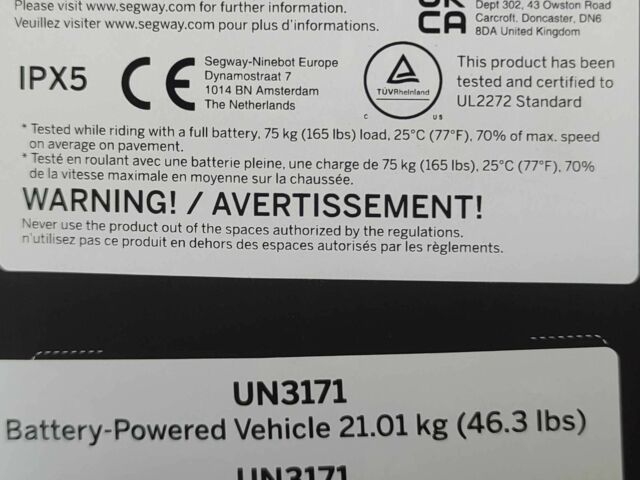 Please visit www.segway.com for further information.
Veuillez visiter www.segway.com pour plus d'informations.
UK
CA
Dept 302, 43 Owston Road
Carcroft, Doncaster, DN6
8DA United Kingdom
IPX5
CE
Segway-Ninebot Europe
Dynamostraat 7
1014 BN Amsterdam
The Netherlands
TÜVRheinland
C US
This product has been
tested and certified to
UL2272 Standard
* Tested while riding with a full battery, 75 kg (165 lbs) load, 25°C (77°F), 70% of max. speed
on average on pavement.
* Testé en roulant avec une batterie pleine, une charge de 75 kg (165 lbs), 25°C (77°F), 70%
de la vitesse maximale en moyenne sur la chaussée.
WARNING! / AVERTISSEMENT!
Never use the product out of the spaces authorized by the regulations.
n'utilisez pas ce produit en dehors des espaces autorisés par les règlements.
UN3171
Battery-Powered Vehicle 21.01 kg (46.3 lbs)
UN3171